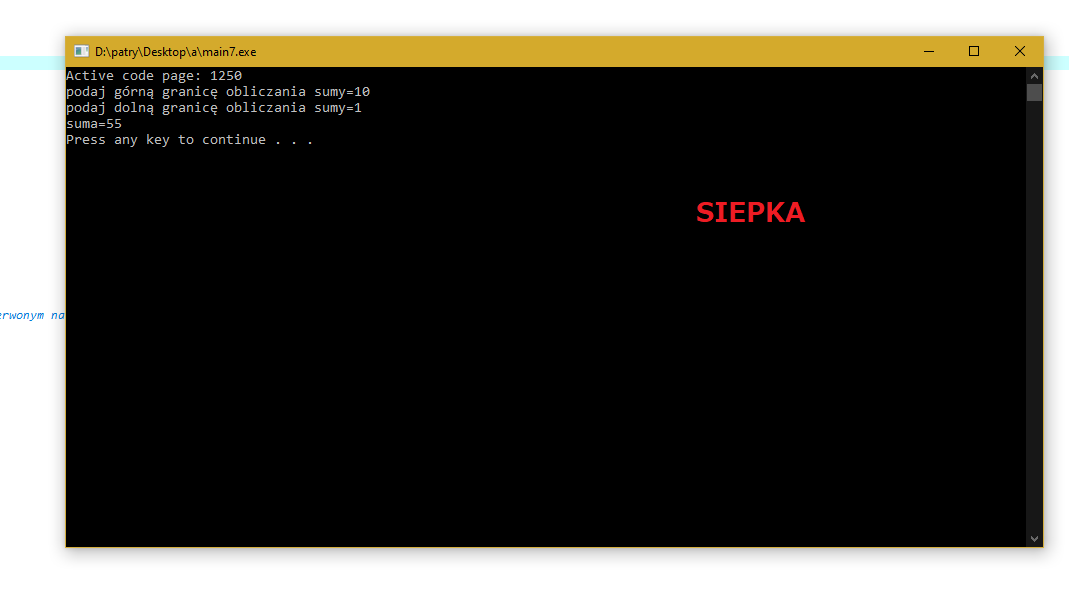 D:\patry\Desktop\a\main7.exe
Active code page: 1250
podaj górną granicę obliczania sumy=10
podaj dolną granicę obliczania sumy=1
suma=55
Press any key to continue . . .
SIEPKA
erwonym na